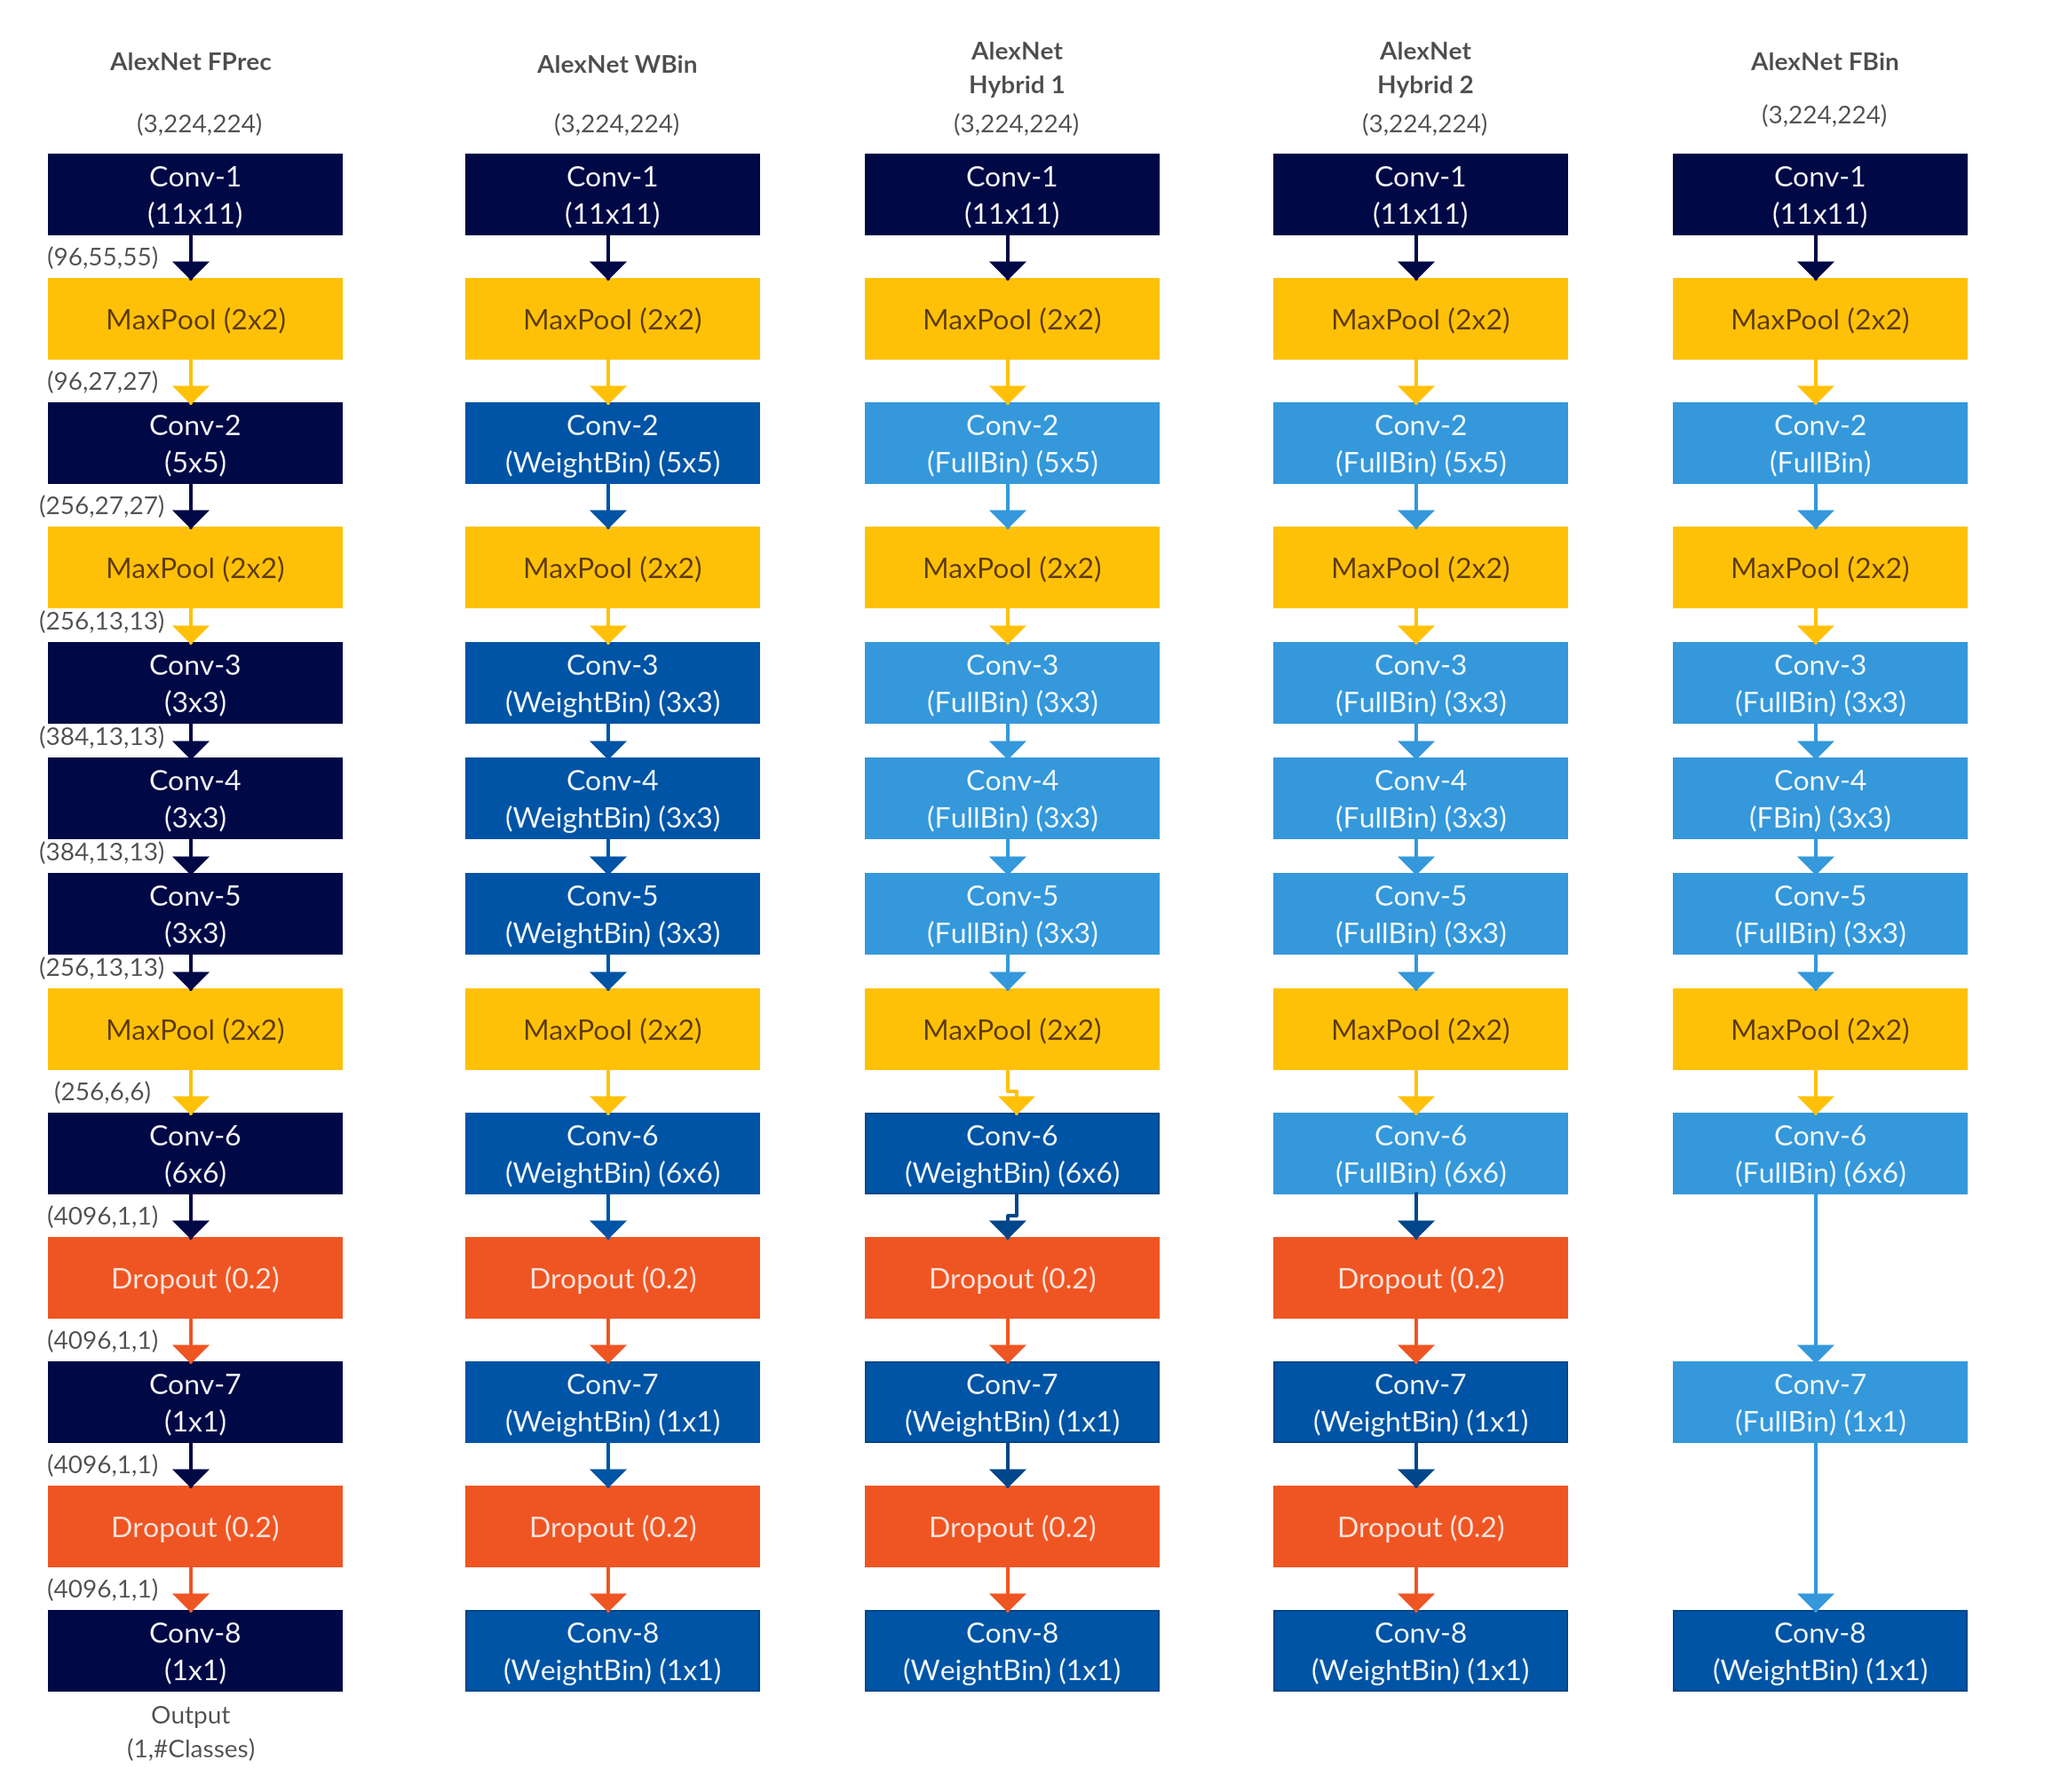 AlexNet FPrec
(3,224,224)
Conv-1
(11x11)
(96,55,55)
MaxPool (2x2)
(96,27,27)
Conv-2
(5x5)
(256,27,27)
MaxPool (2x2)
(256,13,13)
Conv-3
(3x3)
(384,13,13)
Conv-4
(3x3)
(384,13,13)
Conv-5
(3x3)
(256,13,13)
MaxPool (2x2)
(256,6,6)
Conv-6
(6x6)
(4096,1,1)
Dropout (0.2)
(4096,1,1)
Conv-7
(1x1)
(4096,1,1)
Dropout (0.2)
(4096,1,1)
Conv-8
(1x1)
Output
(1,#Classes)
AlexNet WBin
(3,224,224)
Conv-1
(11x11)
MaxPool (2x2)
Conv-2
(WeightBin) (5x5)
MaxPool (2x2)
Conv-3
(WeightBin) (3x3)
Conv-4
(WeightBin) (3x3)
Conv-5
(WeightBin) (3x3)
MaxPool (2x2)
Conv-6
(WeightBin) (6x6)
Dropout (0.2)
Conv-7
(WeightBin) (1x1)
Dropout (0.2)
Conv-8
(WeightBin) (1x1)
AlexNet
Hybrid 1
(3,224,224)
Conv-1
(11x11)
MaxPool (2x2)
Conv-2
(FullBin) (5x5)
MaxPool (2x2)
Conv-3
(FullBin) (3x3)
Conv-4
(FullBin) (3x3)
Conv-5
(FullBin) (3x3)
MaxPool (2x2)
Conv-6
(WeightBin) (6x6)
Dropout (0.2)
Conv-7
(WeightBin) (1x1)
Dropout (0.2)
Conv-8
(WeightBin) (1x1)
AlexNet
Hybrid 2
(3,224,224)
Conv-1
(11x11)
MaxPool (2x2)
Conv-2
(FullBin) (5x5)
MaxPool (2x2)
Conv-3
(FullBin) (3x3)
Conv-4
(FullBin) (3x3)
Conv-5
(FullBin) (3x3)
MaxPool (2x2)
Conv-6
(FullBin) (6x6)
Dropout (0.2)
Conv-7
(WeightBin) (1x1)
Dropout (0.2)
Conv-8
(WeightBin) (1x1)
AlexNet FBin
(3,224,224)
Conv-1
(11x11)
MaxPool (2x2)
Conv-2
(FullBin)
MaxPool (2x2)
Conv-3
(FullBin) (3x3)
Conv-4
(FBin) (3x3)
Conv-5
(FullBin) (3x3)
MaxPool (2x2)
Conv-6
(FullBin) (6x6)
Conv-7
(FullBin) (1x1)
Conv-8
(WeightBin) (1x1)